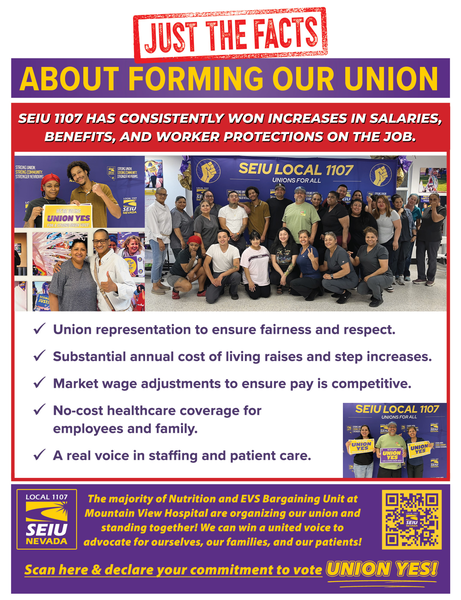 JUST THE FACTS
ABOUT FORMING OUR UNION
SEIU 1107 HAS CONSISTENTLY WON INCREASES IN SALARIES,
BENEFITS, AND WORKER PROTECTIONS ON THE JOB.
UNION YES
SEIU
SEIU LOCAL 1107
UNIONS FOR ALL
✓ Union representation to ensure fairness and respect.
✓ Substantial annual cost of living raises and step increases.
✓ Market wage adjustments to ensure pay is competitive.
✓ No-cost healthcare coverage for
employees and family.
✓ A real voice in staffing and patient care.
SEIU LOCAL 1107
UNIONS FOR ALL
UNION YES
UNION YES
UNION YES
LOCAL 1107
SEIU
NEVADA
The majority of Nutrition and EVS Bargaining Unit at
Mountain View Hospital are organizing our union and
standing together! We can win a united voice to
advocate for ourselves, our families, and our patients!
Scan here & declare your commitment to vote UNION YES!